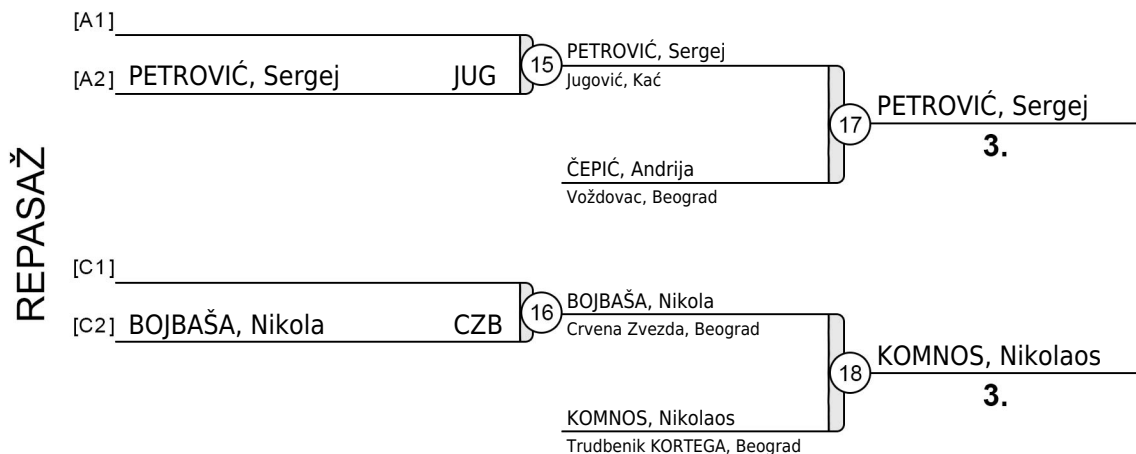 REPASAŽ
[A1]
[A2] PETROVIĆ, Sergej JUG
15
PETROVIĆ, Sergej
Jugović, Kać
17
PETROVIĆ, Sergej
3.
ČEPIĆ, Andrija
Voždovac, Beograd
[C1]
[C2] BOJBAŠA, Nikola CZB
16
BOJBAŠA, Nikola
Crvena Zvezda, Beograd
18
KOMNOS, Nikolaos
3.
KOMNOS, Nikolaos
Trudbenik KORTEGA, Beograd